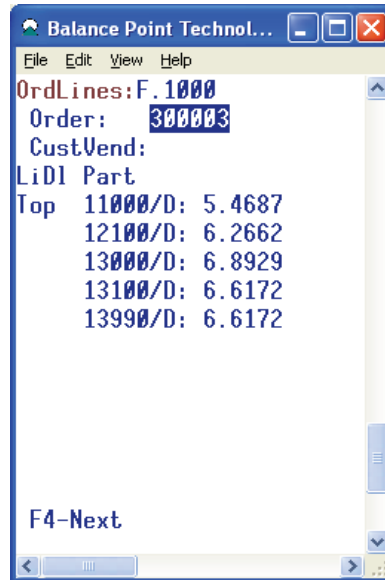 Balance Point Technol...
File Edit View Help
OrdLines:F.1000
Order: 300003
CustVend:
LiDl Part
Top 11000/D: 5.4687
12100/D: 6.2662
13000/D: 6.8929
13100/D: 6.6172
13990/D: 6.6172
F4-Next